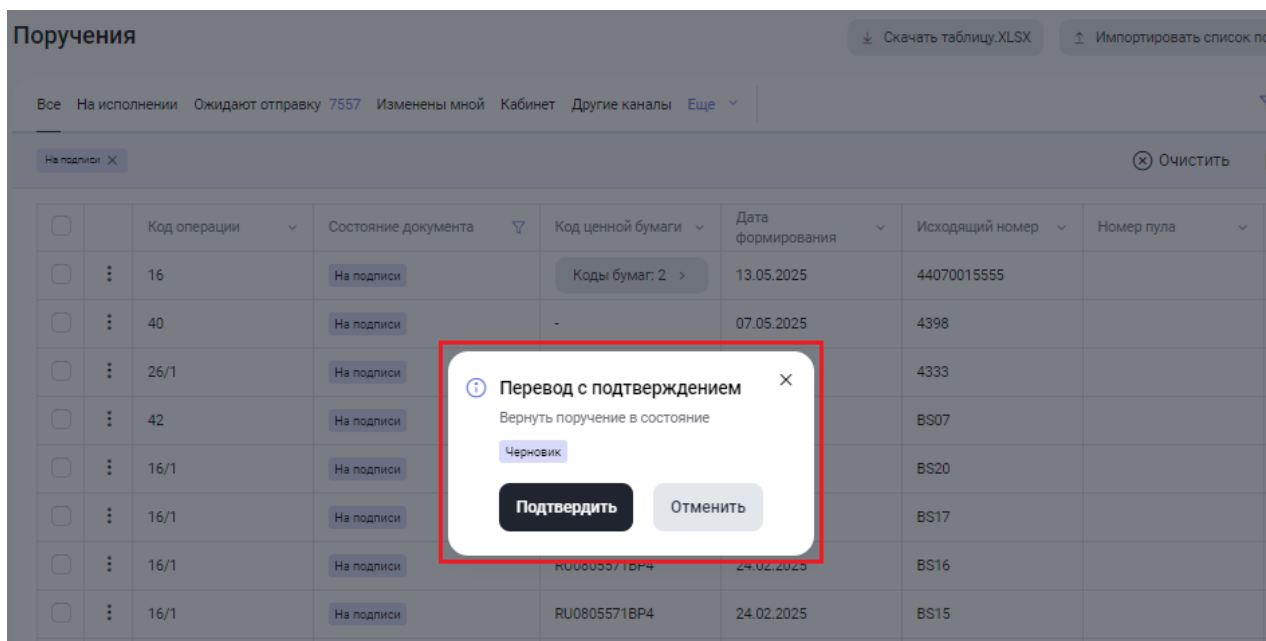 Поручения
Скачать таблицу.XLSX
Импортировать список по
Все На исполнении Ожидают отправку 7557 Изменены мной Кабинет Другие каналы Еще
На подписи
Очистить
Код операции Состояние документа Код ценной бумаги Дата формирования Исходящий номер Номер пула
16 На подписи Коды бумаг: 2 13.05.2025 44070015555
40 На подписи - 07.05.2025 4398
26/1 На подписи 4333
42 На подписи BS07
16/1 На подписи BS20
16/1 На подписи BS17
16/1 На подписи RU0805571BP4 24.02.2025 BS16
16/1 На подписи RU0805571BP4 24.02.2025 BS15
Перевод с подтверждением
Вернуть поручение в состояние
Черновик
Подтвердить Отменить